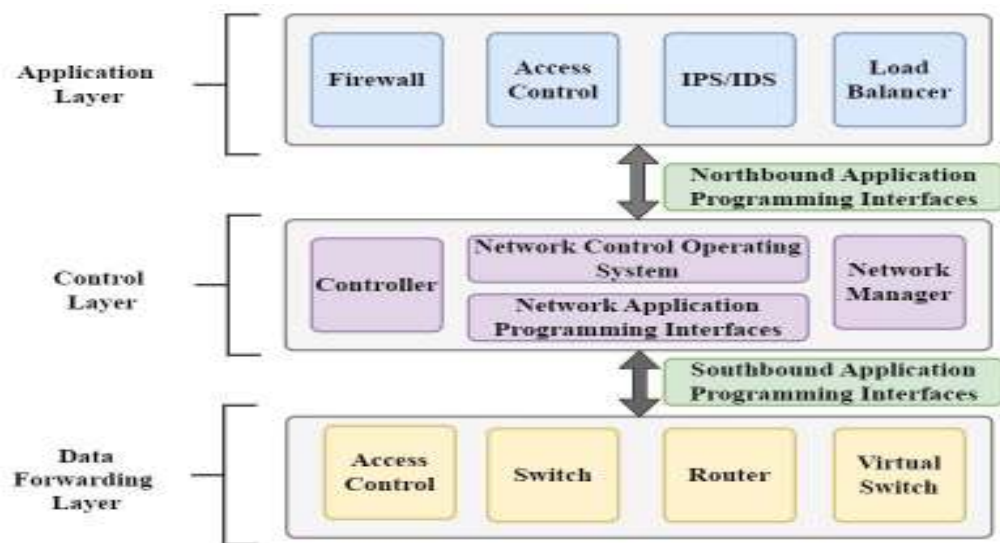 Application
Layer
Firewall
Access
Control
IPS/IDS
Load
Balancer
Northbound Application
Programming Interfaces
Control
Layer
Controller
Network Control Operating
System
Network Application
Programming Interfaces
Network
Manager
Southbound Application
Programming Interfaces
Data
Forwarding
Layer
Access
Control
Switch
Router
Virtual
Switch